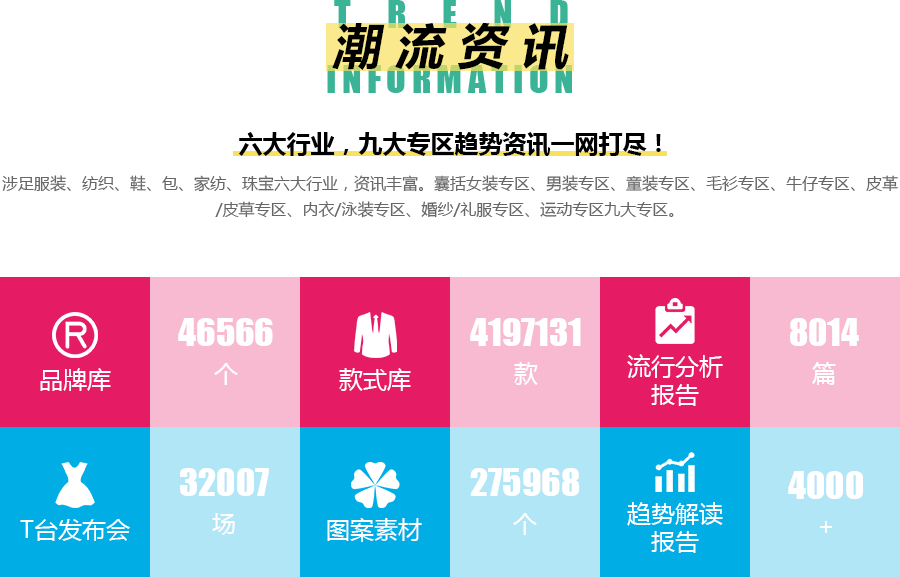 TREND
潮流资讯
INFORMATION
六大行业，九大专区趋势资讯一网打尽！
涉足服装、纺织、鞋、包、家纺、珠宝六大行业，资讯丰富。囊括女装专区、男装专区、童装专区、毛衫专区、牛仔专区、皮革
/皮草专区、内衣/泳装专区、婚纱/礼服专区、运动专区九大专区。
R
品牌库
46566
个
款式库
4197131
款
流行分析
报告
8014
篇
T台发布会
32007
场
图案素材
275968
个
趋势解读
报告
4000
+